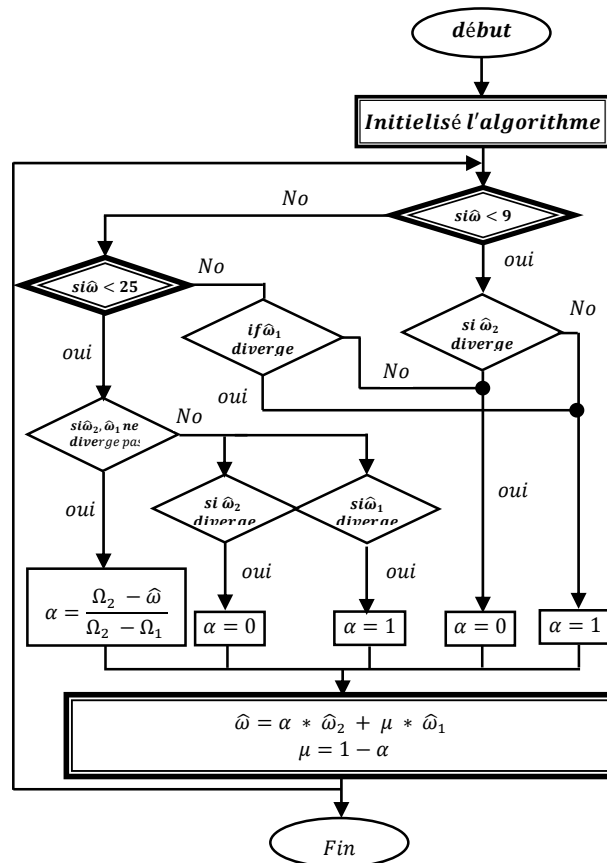 début
Initielisé l'algorithme
No
siω̂ < 9
oui
siω̂ < 25
No
si ω̂₂
diverge
No
if ω̂₁
diverge
oui
No
oui
siω̂₂, ω̂₁ ne
diverge pas
No
si ω̂₂
diverge
siω̂₁
diverge
oui
oui
oui
oui
α = (Ω₂ − ω̂) / (Ω₂ − Ω₁)
α = 0
α = 1
α = 0
α = 1
ω̂ = α * ω̂₂ + μ * ω̂₁
μ = 1 − α
Fin